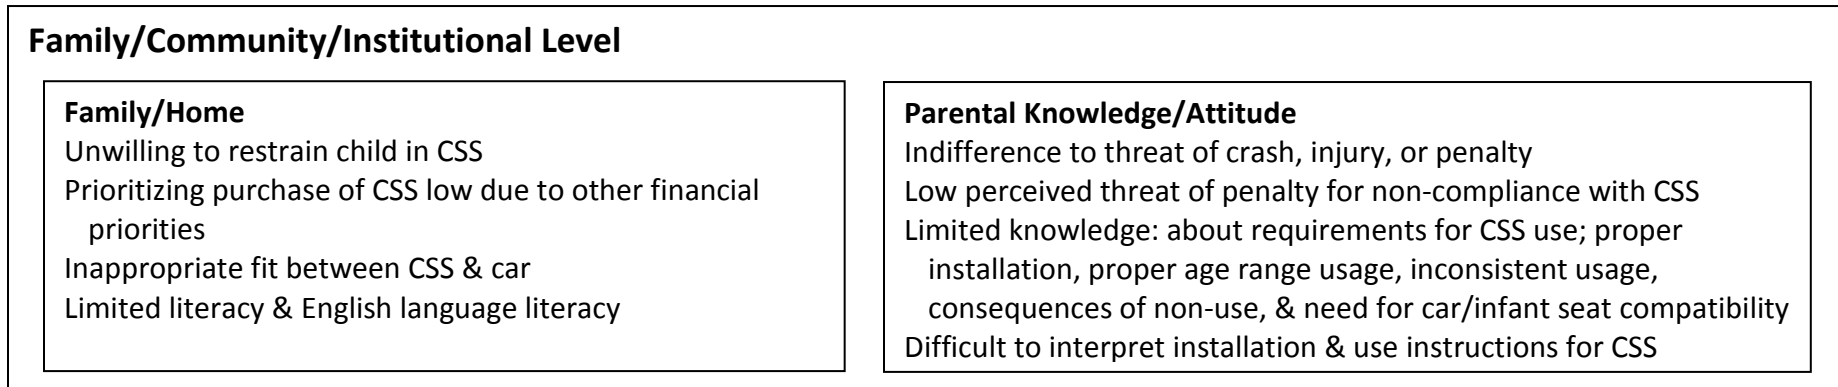 Family/Community/Institutional Level
Family/Home
Unwilling to restrain child in CSS
Prioritizing purchase of CSS low due to other financial
priorities
Inappropriate fit between CSS & car
Limited literacy & English language literacy
Parental Knowledge/Attitude
Indifference to threat of crash, injury, or penalty
Low perceived threat of penalty for non-compliance with CSS
Limited knowledge: about requirements for CSS use; proper
installation, proper age range usage, inconsistent usage,
consequences of non-use, & need for car/infant seat compatibility
Difficult to interpret installation & use instructions for CSS